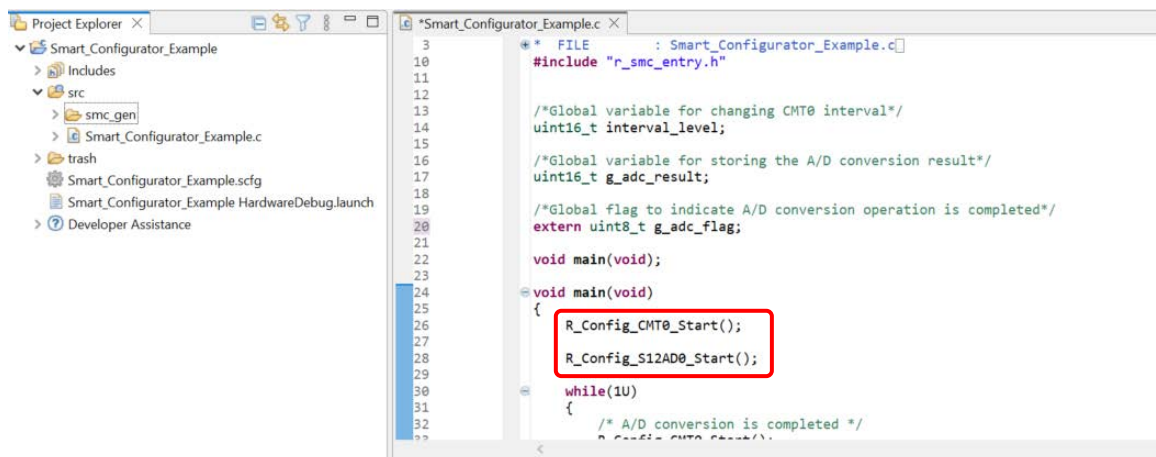 Project Explorer
Smart_Configurator_Example
Includes
src
smc_gen
Smart_Configurator_Example.c
trash
Smart_Configurator_Example.scfg
Smart_Configurator_Example HardwareDebug.launch
Developer Assistance
*Smart_Configurator_Example.c
3 * FILE : Smart_Configurator_Example.c
10 #include "r_smc_entry.h"
11
12
13 /*Global variable for changing CMT0 interval*/
14 uint16_t interval_level;
15
16 /*Global variable for storing the A/D conversion result*/
17 uint16_t g_adc_result;
18
19 /*Global flag to indicate A/D conversion operation is completed*/
20 extern uint8_t g_adc_flag;
21
22 void main(void);
23
24 void main(void)
25 {
26 R_Config_CMT0_Start();
27
28 R_Config_S12AD0_Start();
29
30 while(1U)
31 {
32 /* A/D conversion is completed */
33 R_Config_CMT0_Start();